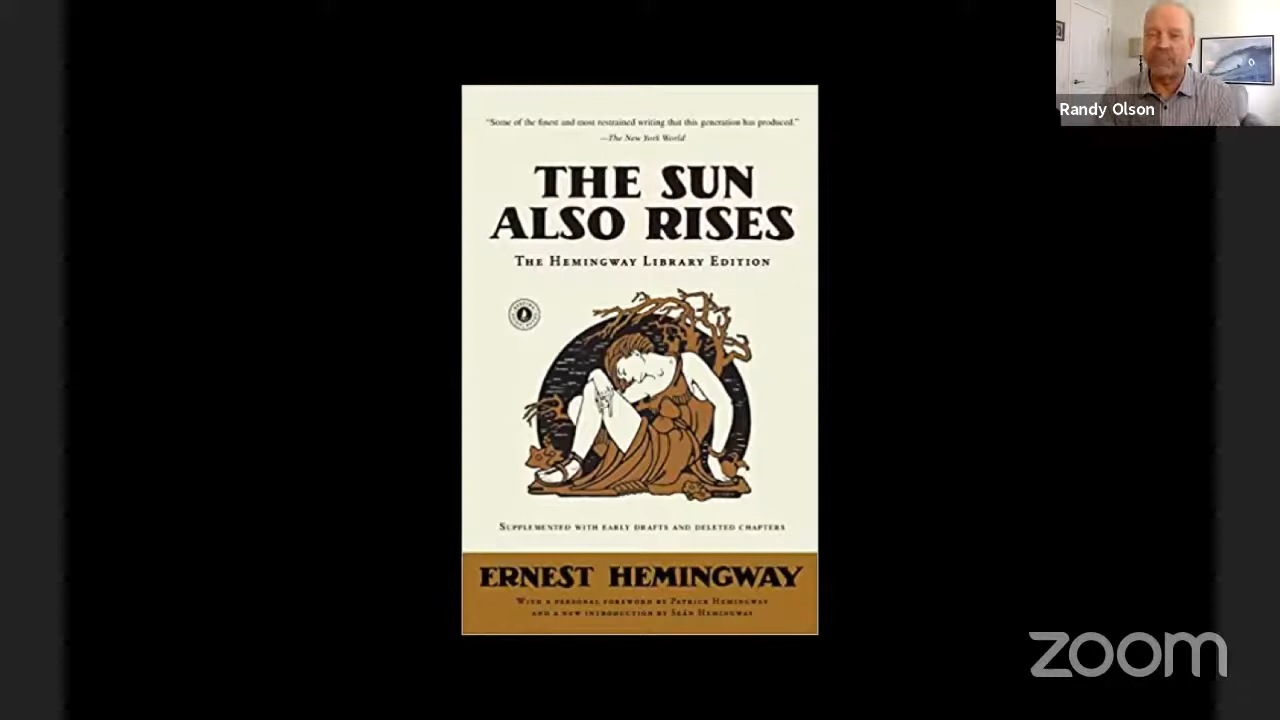 "Some of the finest and most restrained writing that this generation has produced."
—The New York World
THE SUN
ALSO RISES
THE HEMINGWAY LIBRARY EDITION
SUPPLEMENTED WITH EARLY DRAFTS AND DELETED CHAPTERS
ERNEST HEMINGWAY
WITH A PERSONAL FOREWORD BY PATRICK HEMINGWAY
AND A NEW INTRODUCTION BY SEÁN HEMINGWAY
Randy Olson
zoom